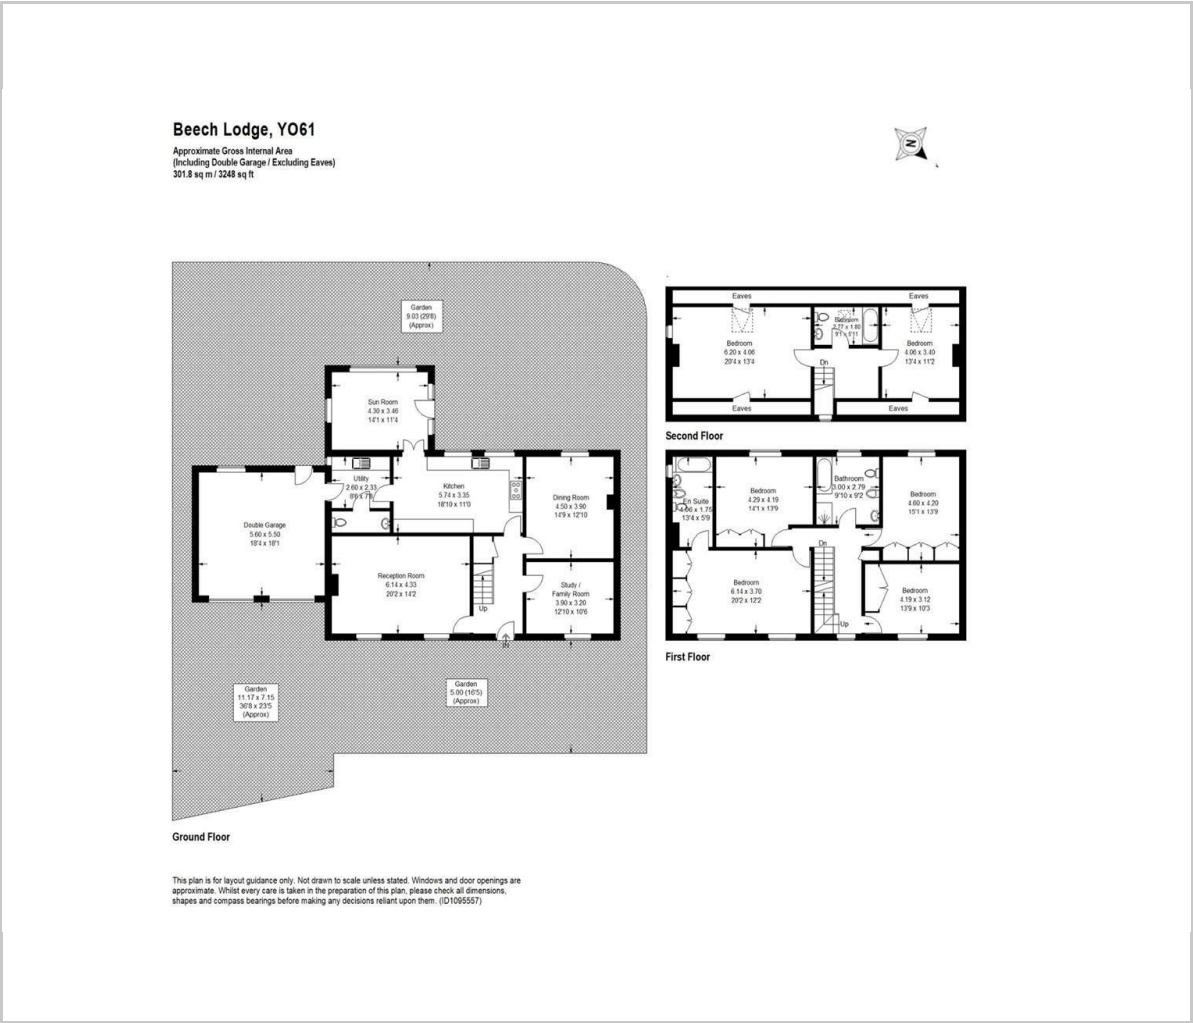 Beech Lodge, YO61
Approximate Gross Internal Area
(Including Double Garage / Excluding Eaves)
301.8 sq m / 3248 sq ft
N
Garden
9.03 (29'8)
(Approx)
Sun Room
4.30 x 3.46
14'1 x 11'4
Utility
2.60 x 2.33
8'6 x 7'8
Kitchen
5.74 x 3.35
18'10 x 11'0
Dining Room
4.50 x 3.90
14'9 x 12'10
Double Garage
5.60 x 5.50
18'4 x 18'1
Reception Room
6.14 x 4.33
20'2 x 14'2
Up
Study /
Family Room
3.90 x 3.20
12'10 x 10'6
IN
Garden
11.17 x 7.15
36'8 x 23'5
(Approx)
Garden
5.00 (16'5)
(Approx)
Ground Floor
Eaves
Eaves
Bedroom
6.20 x 4.06
20'4 x 13'4
Bathroom
2.77 x 1.80
9'1 x 5'11
Bedroom
4.06 x 3.40
13'4 x 11'2
Dn
Eaves
Eaves
Second Floor
En Suite
4.06 x 1.75
13'4 x 5'9
Bedroom
4.29 x 4.19
14'1 x 13'9
Bathroom
3.00 x 2.79
9'10 x 9'2
Bedroom
4.60 x 4.20
15'1 x 13'9
Dn
Bedroom
6.14 x 3.70
20'2 x 12'2
Bedroom
4.19 x 3.12
13'9 x 10'3
Up
First Floor
This plan is for layout guidance only. Not drawn to scale unless stated. Windows and door openings are
approximate. Whilst every care is taken in the preparation of this plan, please check all dimensions,
shapes and compass bearings before making any decisions reliant upon them. (ID1095557)